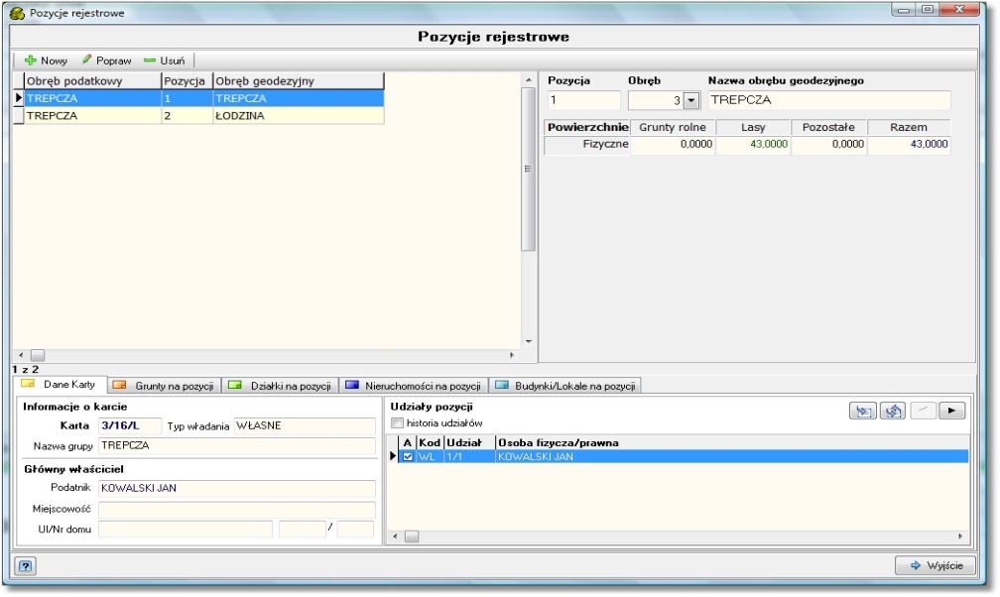 Pozycje rejestrowe
Pozycje rejestrowe
Nowy Popraw Usuń
Obręb podatkowy Pozycja Obręb geodezyjny
TREPCZA 1 TREPCZA
TREPCZA 2 ŁODZINA
Pozycja Obręb Nazwa obrębu geodezyjnego
1 3 TREPCZA
Powierzchnie Grunty rolne Lasy Pozostałe Razem
Fizyczne 0,0000 43,0000 0,0000 43,0000
1 z 2
Dane Karty Grunty na pozycji Działki na pozycji Nieruchomości na pozycji Budynki/Lokale na pozycji
Informacje o karcie
Karta 3/16/L Typ władania WŁASNE
Nazwa grupy TREPCZA
Główny właściciel
Podatnik KOWALSKI JAN
Miejscowość
Ul/Nr domu /
Udziały pozycji
historia udziałów
A Kod Udział Osoba fizycza/prawna
WŁ 1/1 KOWALSKI JAN
? Wyjście